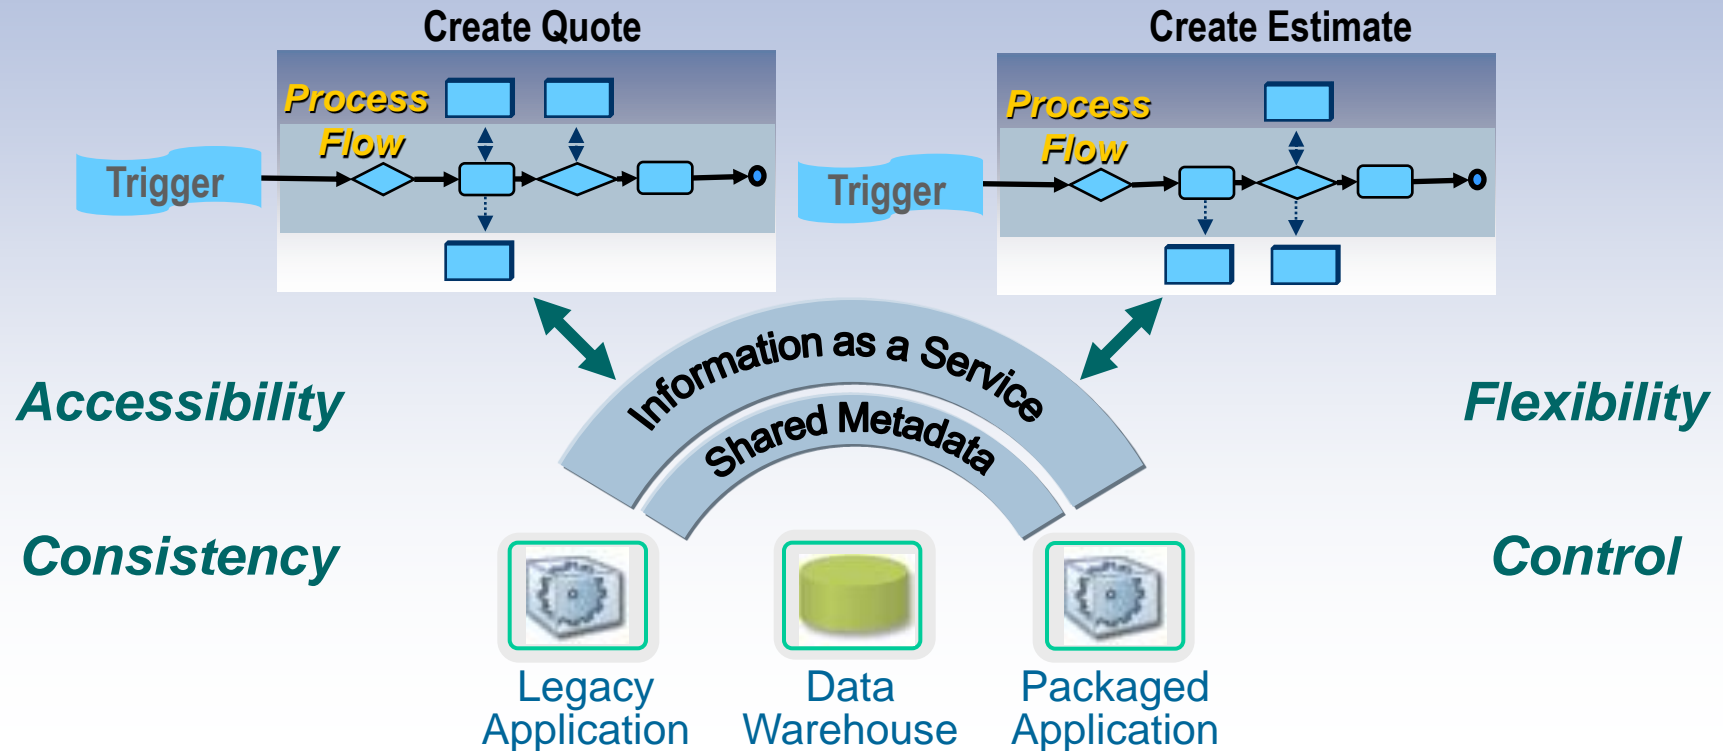 Create Quote
Create Estimate
Process
Flow
Trigger
Process
Flow
Trigger
Information as a Service
Shared Metadata
Accessibility
Flexibility
Consistency
Control
Legacy
Application
Data
Warehouse
Packaged
Application